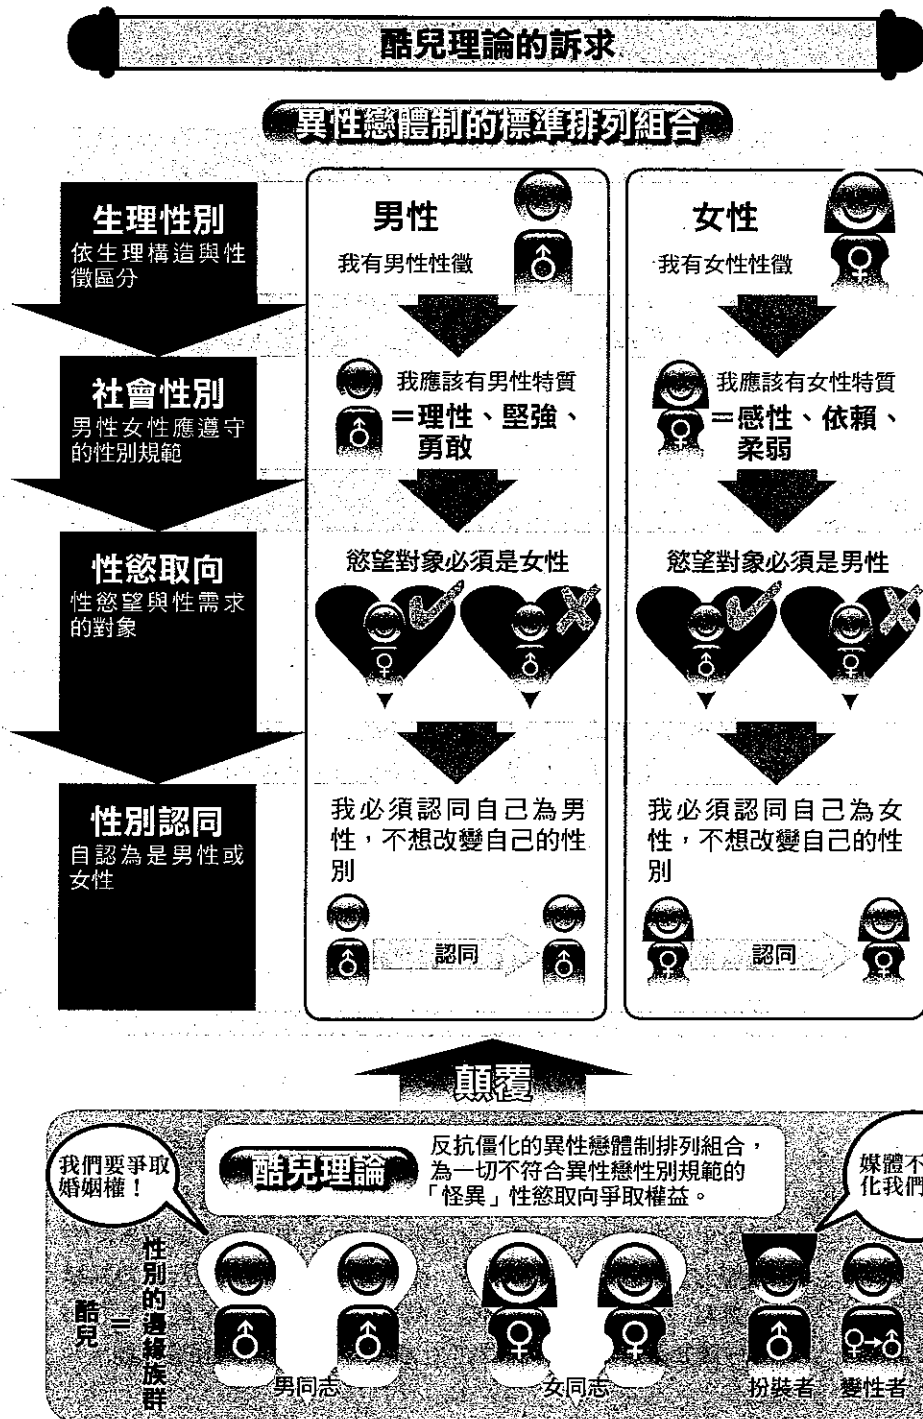 酷兒理論的訴求
異性戀體制的標準排列組合
生理性別
依生理構造與性
徵區分
男性
我有男性性徵
♂
女性
我有女性性徵
♀
社會性別
男性女性應遵守
的性別規範
我應該有男性特質
=理性、堅強、
勇敢
♂
我應該有女性特質
=感性、依賴、
柔弱
♀
性慾取向
性慾望與性需求
的對象
慾望對象必須是女性
♀
♂
慾望對象必須是男性
♂
♀
性別認同
自認為是男性或
女性
我必須認同自己為男
性,不想改變自己的性
別
♂
認同
♂
我必須認同自己為女
性,不想改變自己的性
別
♀
認同
♀
顛覆
我們要爭取
婚姻權!
酷兒理論
反抗僵化的異性戀體制排列組合,
為一切不符合異性戀性別規範的
「怪異」性慾取向爭取權益。
媒體不
化我們
酷兒
=
性別的邊緣族群
♂
♂
男同志
♀
♀
女同志
♂
扮裝者
♀→♂
變性者